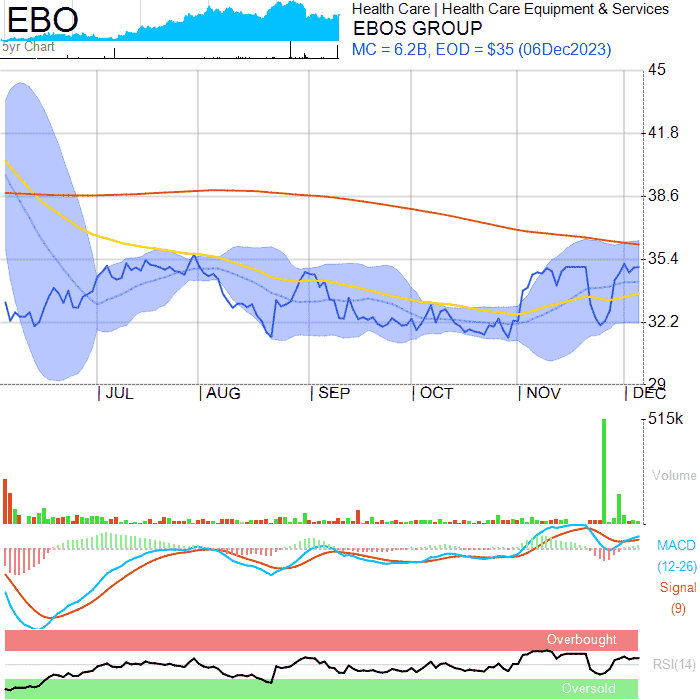 EBO
5yr Chart
Health Care | Health Care Equipment & Services
EBOS GROUP
MC = 6.2B, EOD = $35 (06Dec2023)
45
41.8
38.6
35.4
32.2
29
JUL AUG SEP OCT NOV DEC
515k
Volume
MACD
(12-26)
Signal
(9)
Overbought
RSI(14)
Oversold